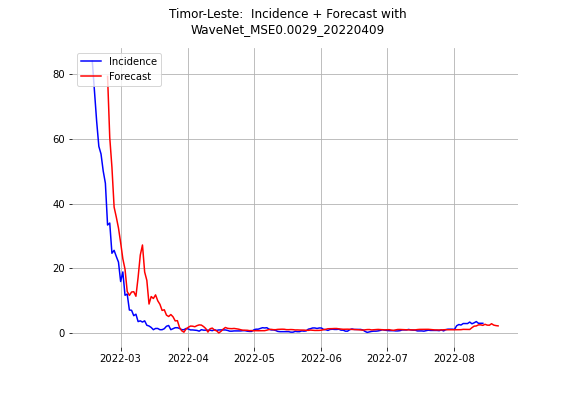 Timor-Leste:  Incidence + Forecast with
WaveNet_MSE0.0029_20220409
Incidence
Forecast
80
60
40
20
0
2022-03 2022-04 2022-05 2022-06 2022-07 2022-08